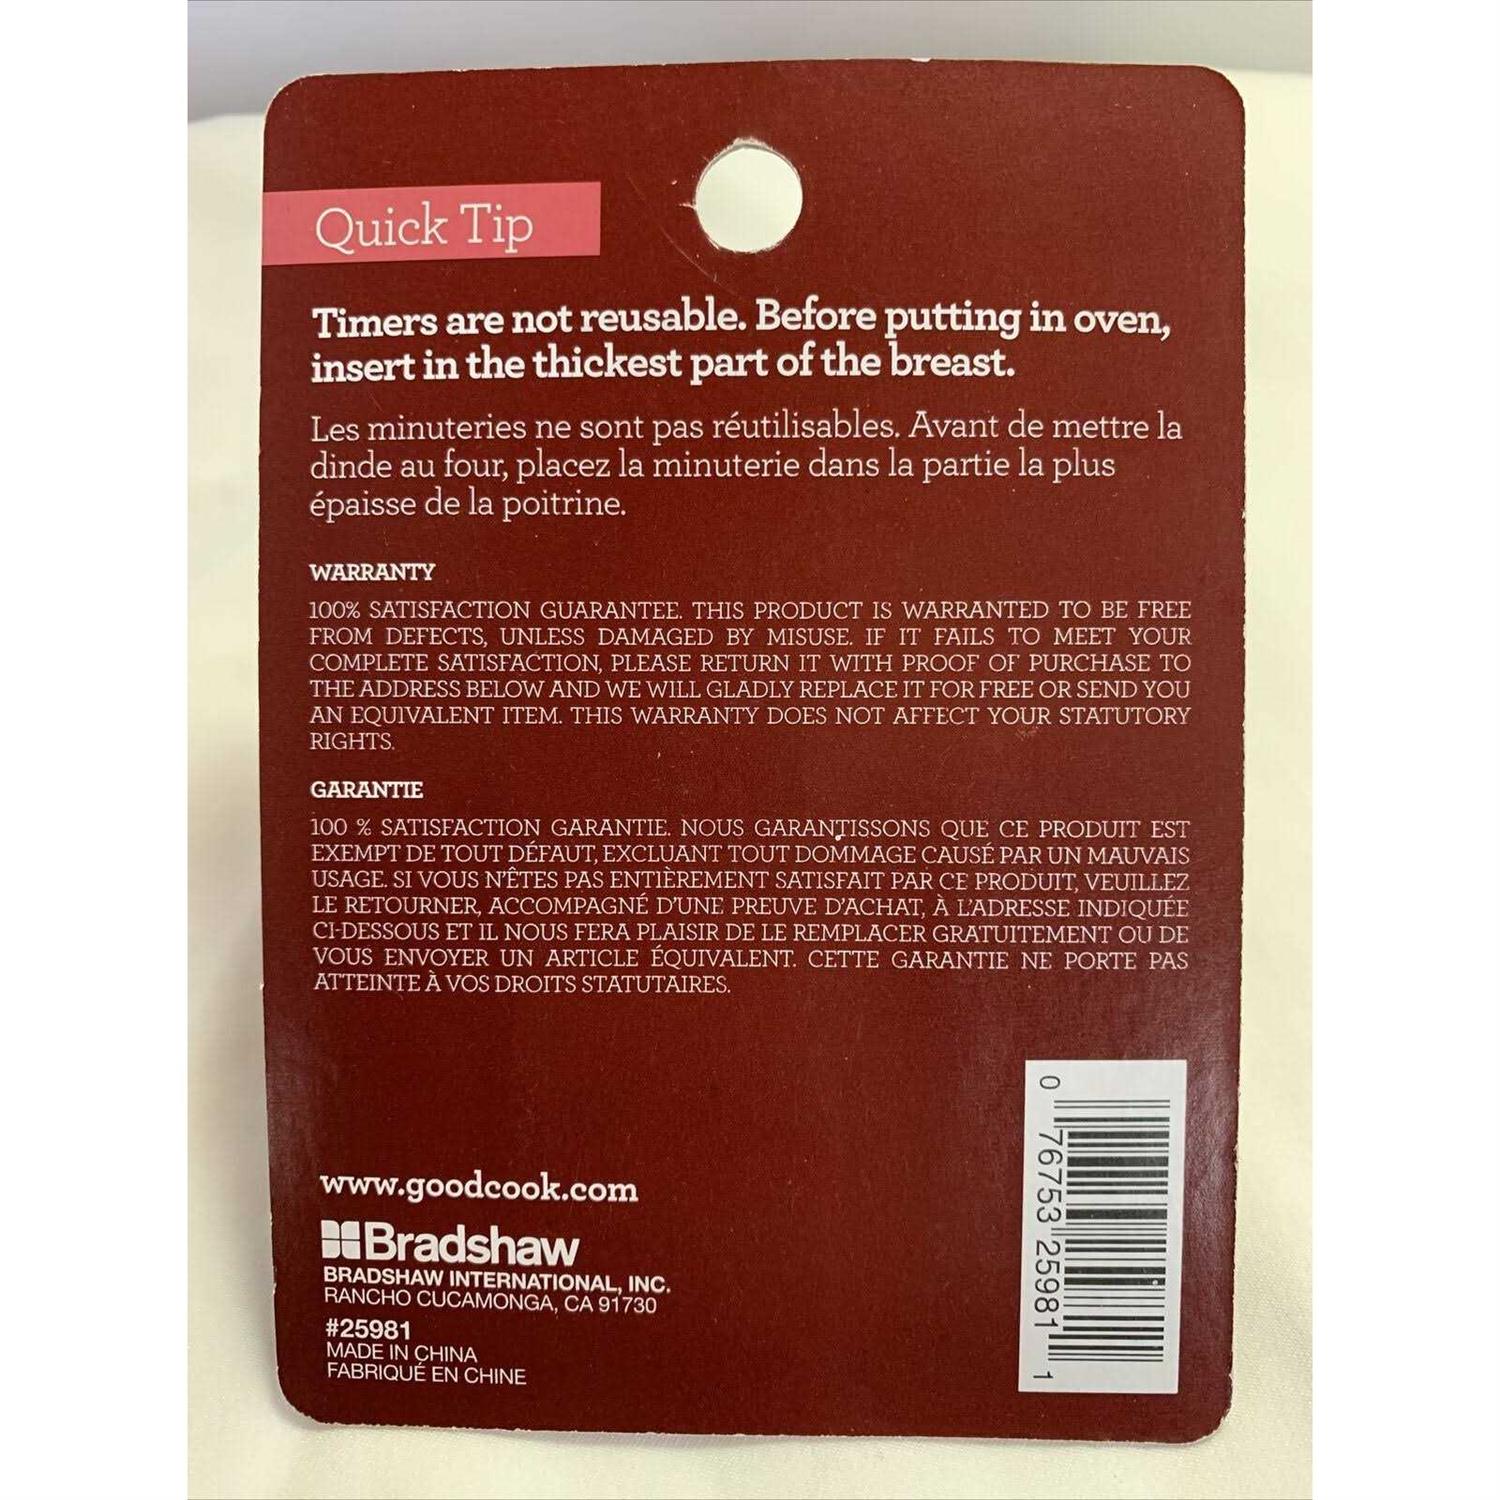 Quick Tip
Timers are not reusable. Before putting in oven,
insert in the thickest part of the breast.
Les minuteries ne sont pas réutilisables. Avant de mettre la
dinde au four, placez la minuterie dans la partie la plus
épaisse de la poitrine.
WARRANTY
100% SATISFACTION GUARANTEE. THIS PRODUCT IS WARRANTED TO BE FREE
FROM DEFECTS, UNLESS DAMAGED BY MISUSE. IF IT FAILS TO MEET YOUR
COMPLETE SATISFACTION, PLEASE RETURN IT WITH PROOF OF PURCHASE TO
THE ADDRESS BELOW AND WE WILL GLADLY REPLACE IT FOR FREE OR SEND YOU
AN EQUIVALENT ITEM. THIS WARRANTY DOES NOT AFFECT YOUR STATUTORY
RIGHTS.
GARANTIE
100 % SATISFACTION GARANTIE. NOUS GARANTISSONS QUE CE PRODUIT EST
EXEMPT DE TOUT DÉFAUT, EXCLUANT TOUT DOMMAGE CAUSÉ PAR UN MAUVAIS
USAGE. SI VOUS N'ÊTES PAS ENTIÈREMENT SATISFAIT PAR CE PRODUIT, VEUILLEZ
LE RETOURNER, ACCOMPAGNÉ D'UNE PREUVE D'ACHAT, À L'ADRESSE INDIQUÉE
CI-DESSOUS ET IL NOUS FERA PLAISIR DE LE REMPLACER GRATUITEMENT OU DE
VOUS ENVOYER UN ARTICLE ÉQUIVALENT. CETTE GARANTIE NE PORTE PAS
ATTEINTE À VOS DROITS STATUTAIRES.
www.goodcook.com
Bradshaw
BRADSHAW INTERNATIONAL, INC.
RANCHO CUCAMONGA, CA 91730
#25981
MADE IN CHINA
FABRIQUÉ EN CHINE
0 76753 25981 1